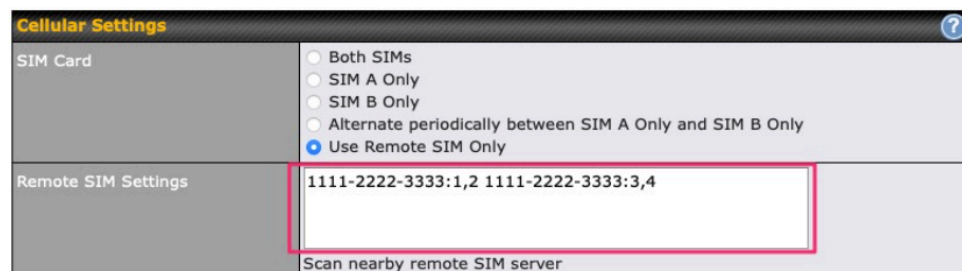 Cellular Settings
?
SIM Card
Both SIMs
SIM A Only
SIM B Only
Alternate periodically between SIM A Only and SIM B Only
Use Remote SIM Only
Remote SIM Settings
1111-2222-3333:1,2 1111-2222-3333:3,4
Scan nearby remote SIM server